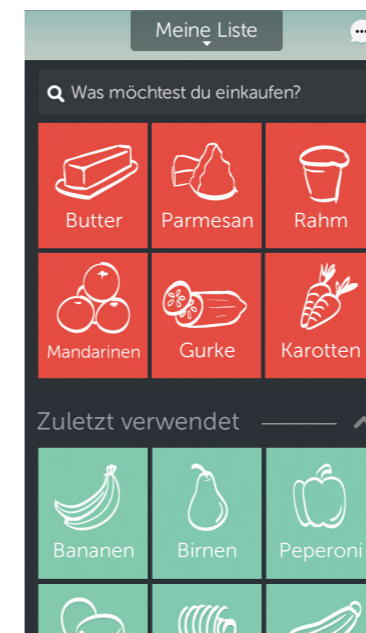 Meine Liste
Was möchtest du einkaufen?
Butter
Parmesan
Rahm
Mandarinen
Gurke
Karotten
Zuletzt verwendet
Bananen
Birnen
Peperoni